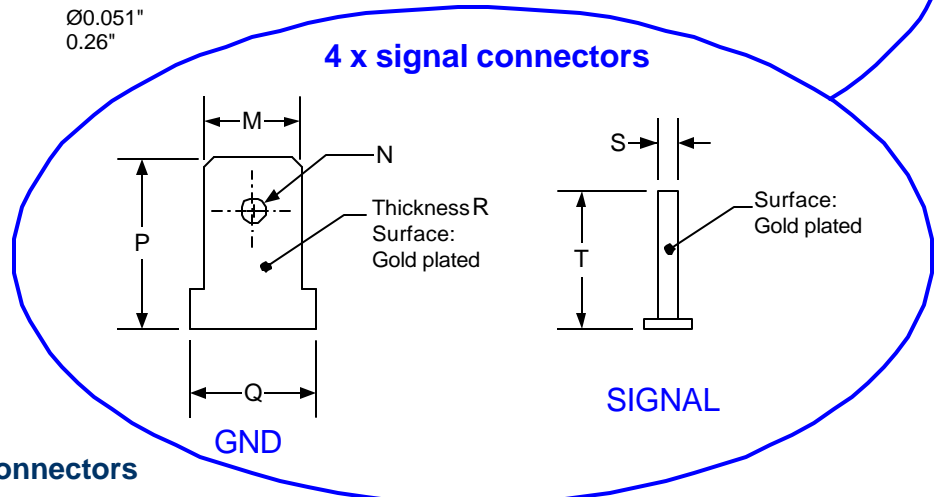 Ø0.051"
0.26"
4 x signal connectors
M
N
S
Thickness R
Surface:
Gold plated
Surface:
Gold plated
P
T
Q
SIGNAL
GND
onnectors